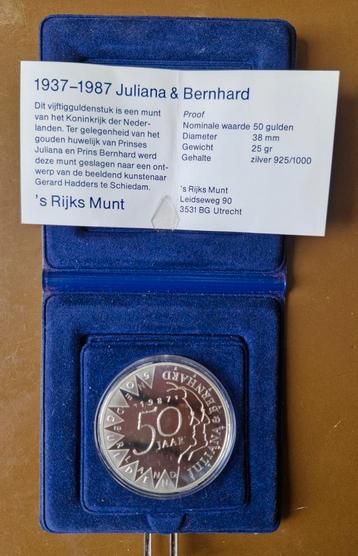 1937–1987 Juliana & Bernhard
Dit vijftigguldenstuk is een munt
van het Koninkrijk der Neder-
landen. Ter gelegenheid van het
gouden huwelijk van Prinses
Juliana en Prins Bernhard werd
deze munt geslagen naar een ont-
werp van de beeldend kunstenaar
Gerard Hadders te Schiedam.
's Rijks Munt
Proof
Nominale waarde 50 gulden
Diameter 38 mm
Gewicht 25 gr
Gehalte zilver 925/1000
's Rijks Munt
Leidseweg 90
3531 BG Utrecht
1987
50
JAAR
JULIANA & BERNHARD